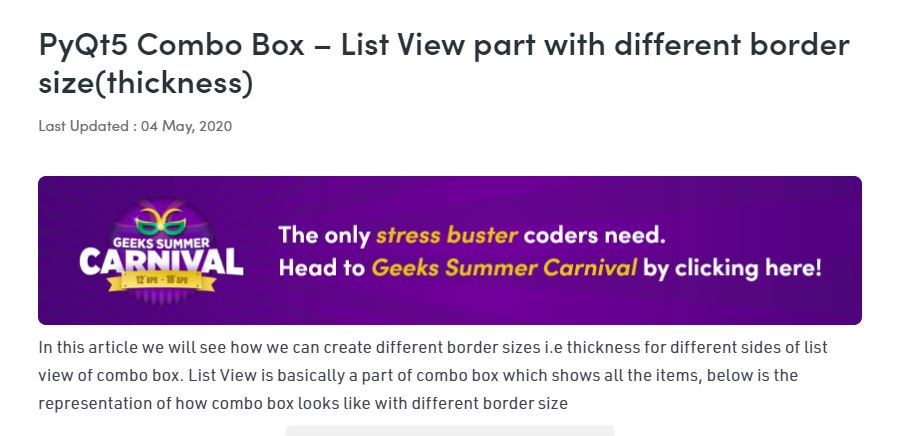 PyQt5 Combo Box – List View part with different border
size(thickness)
Last Updated : 04 May, 2020
GEEKS SUMMER
CARNIVAL
12 APR - 18 APR
The only stress buster coders need.
Head to Geeks Summer Carnival by clicking here!
In this article we will see how we can create different border sizes i.e thickness for different sides of list
view of combo box. List View is basically a part of combo box which shows all the items, below is the
representation of how combo box looks like with different border size